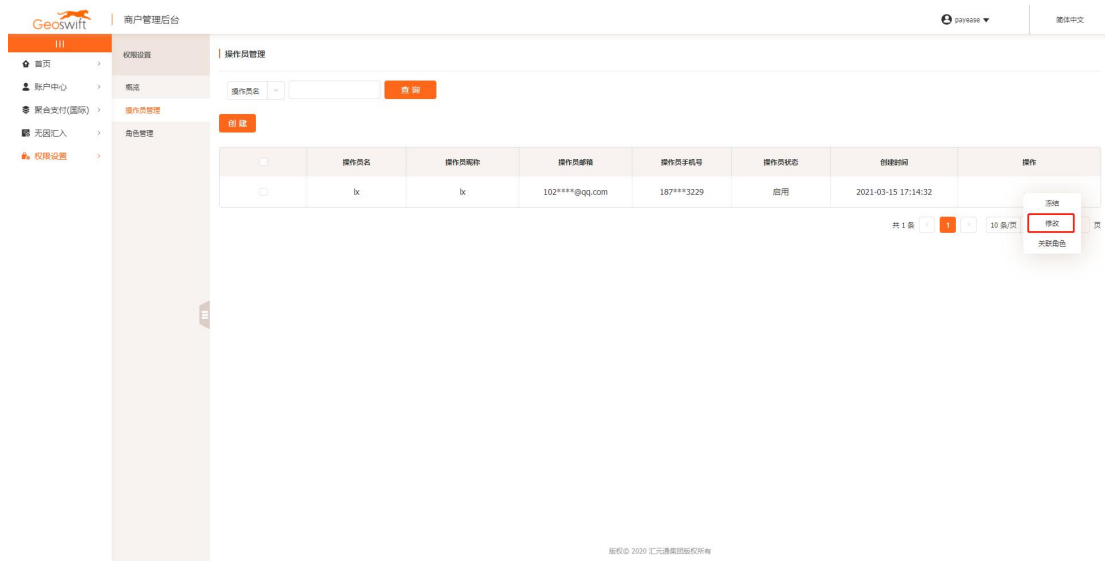 Geoswift
商户管理后台
payease
简体中文
首页
账户中心
聚合支付(国际)
无因汇入
权限设置
权限设置
概览
操作员管理
角色管理
操作员管理
操作员名
查 询
创 建
操作员名 操作员昵称 操作员邮箱 操作员手机号 操作员状态 创建时间 操作
lx lx 102****@qq.com 187***3229 启用 2021-03-15 17:14:32
冻结
修改
关联角色
共 1 条 1 10 条/页 页
版权© 2020 汇元通集团版权所有